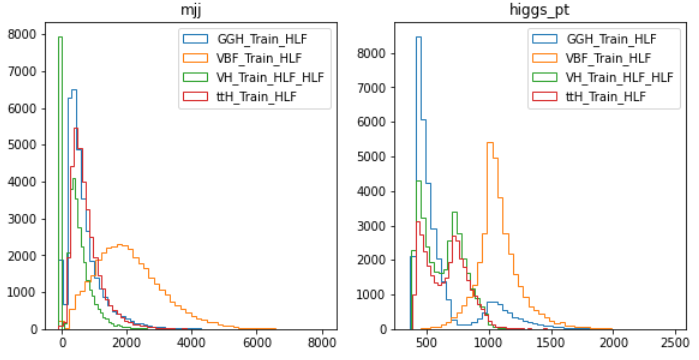 mjj
GGH_Train_HLF
VBF_Train_HLF
VH_Train_HLF_HLF
ttH_Train_HLF
8000
7000
6000
5000
4000
3000
2000
1000
0
0 2000 4000 6000 8000
higgs_pt
GGH_Train_HLF
VBF_Train_HLF
VH_Train_HLF_HLF
ttH_Train_HLF
8000
7000
6000
5000
4000
3000
2000
1000
0
500 1000 1500 2000 2500